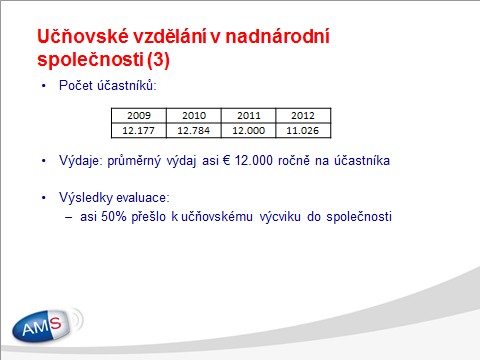 Učňovské vzdělání v nadnárodní
společnosti (3)
• Počet účastníků:
2009 2010 2011 2012
12.177 12.784 12.000 11.026
• Výdaje: průměrný výdaj asi € 12.000 ročně na účastníka
• Výsledky evaluace:
– asi 50% přešlo k učňovskému výcviku do společnosti
AMS